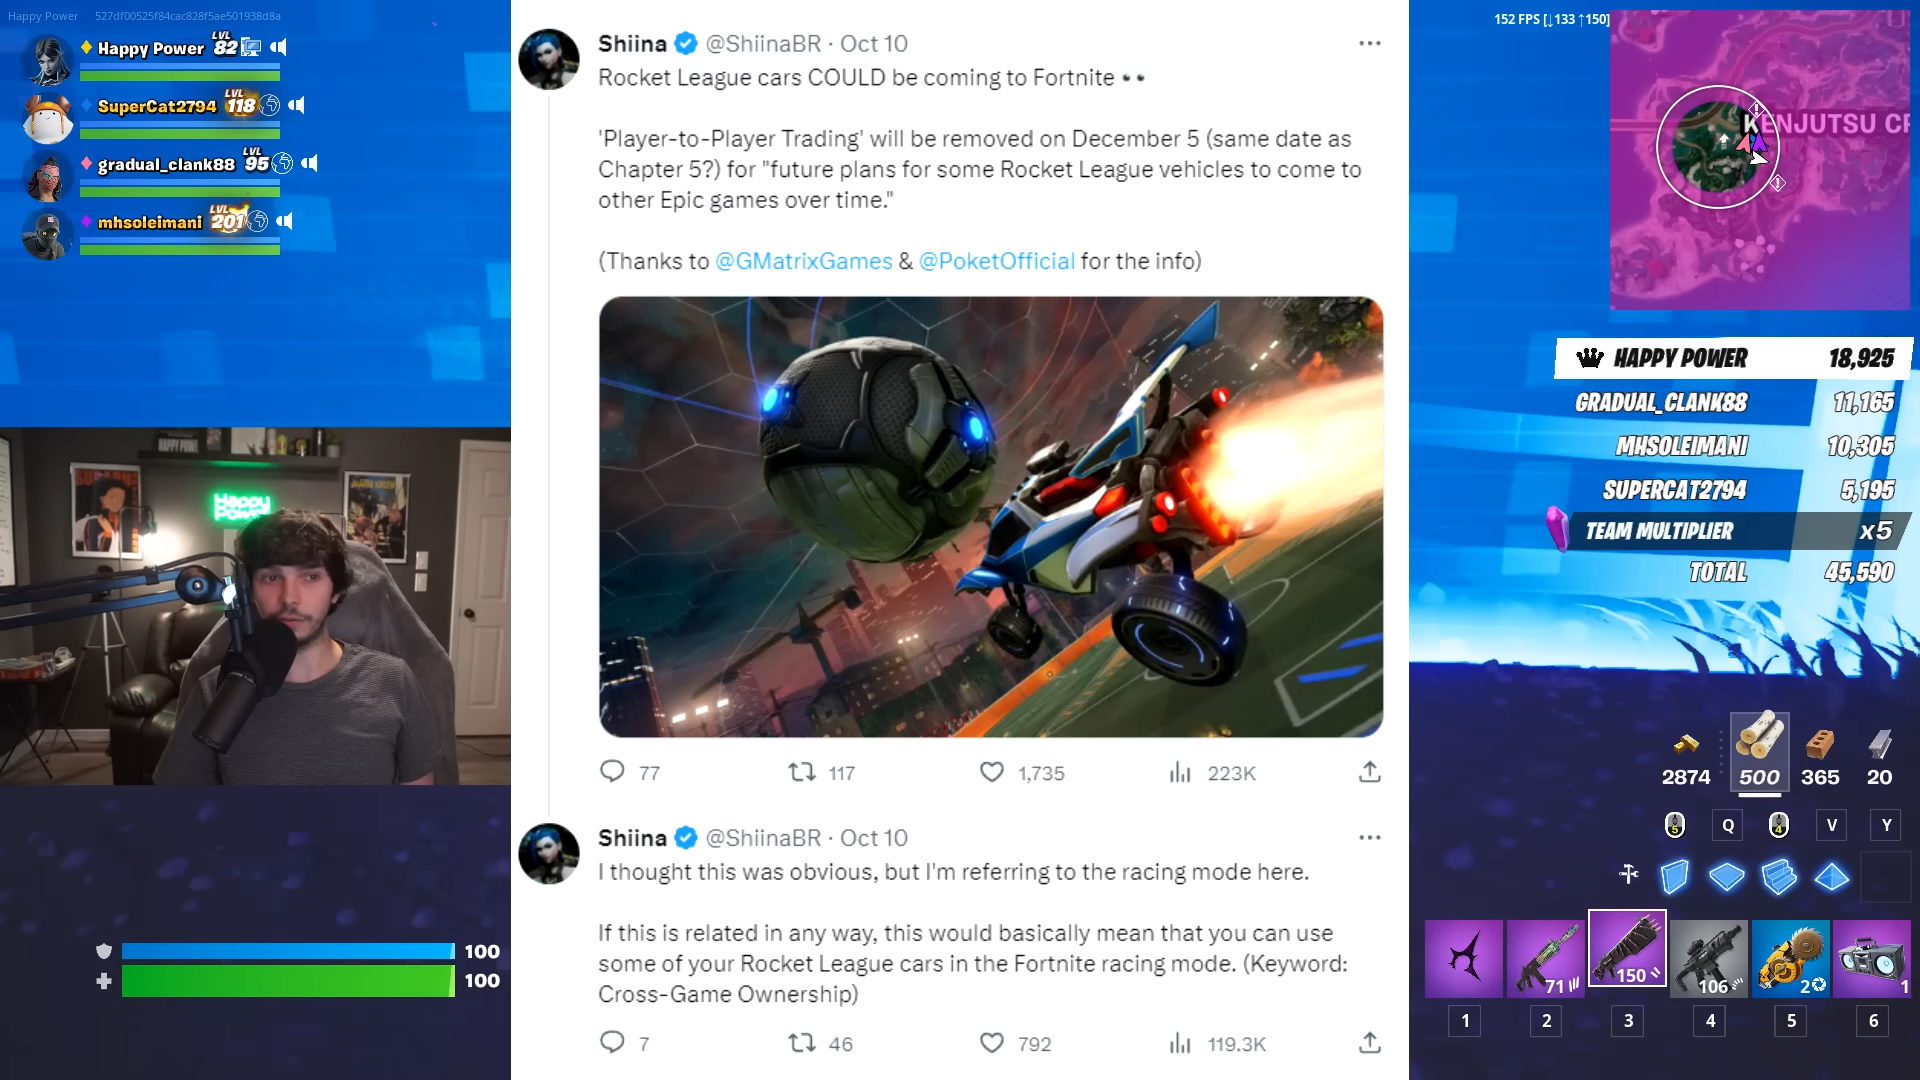 Happy Power 527df00525f84cac828f5ae501938d8a
Happy Power LVL 82
SuperCat2794 LVL 118
gradual_clank88 LVL 95
mhsoleimani LVL 201
Happy Power
100
100
Shiina @ShiinaBR · Oct 10
Rocket League cars COULD be coming to Fortnite 👀
'Player-to-Player Trading' will be removed on December 5 (same date as
Chapter 5?) for "future plans for some Rocket League vehicles to come to
other Epic games over time."
(Thanks to @GMatrixGames & @PoketOfficial for the info)
77 117 1,735 223K
Shiina @ShiinaBR · Oct 10
I thought this was obvious, but I'm referring to the racing mode here.
If this is related in any way, this would basically mean that you can use
some of your Rocket League cars in the Fortnite racing mode. (Keyword:
Cross-Game Ownership)
7 46 792 119.3K
152 FPS [↓133 ↑150]
KENJUTSU CR
HAPPY POWER 18,925
GRADUAL_CLANK88 11,165
MHSOLEIMANI 10,305
SUPERCAT2794 5,195
TEAM MULTIPLIER x5
TOTAL 45,590
2874 500 365 20
5 Q 4 V Y
71 150 106 2 1
1 2 3 4 5 6